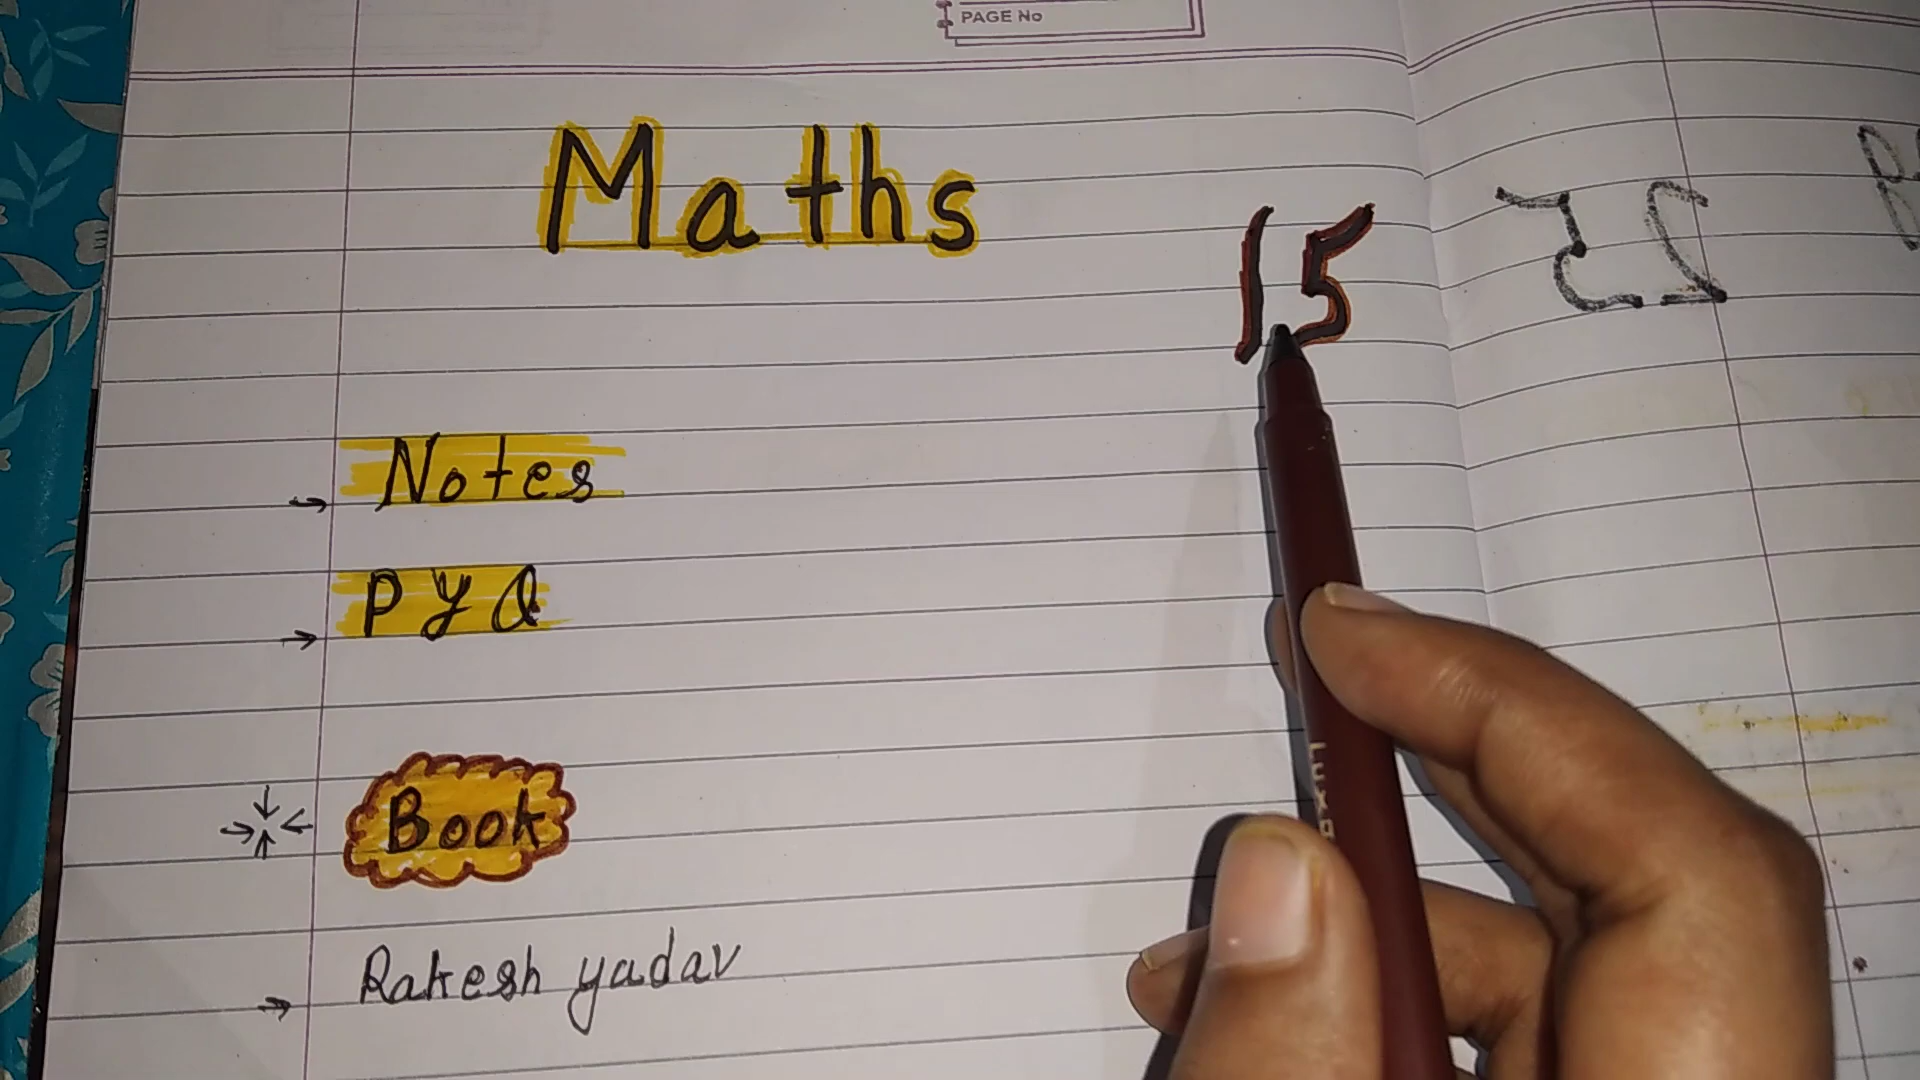 PAGE No
Maths
15
Notes
PYQ
Book
Rakesh yadav